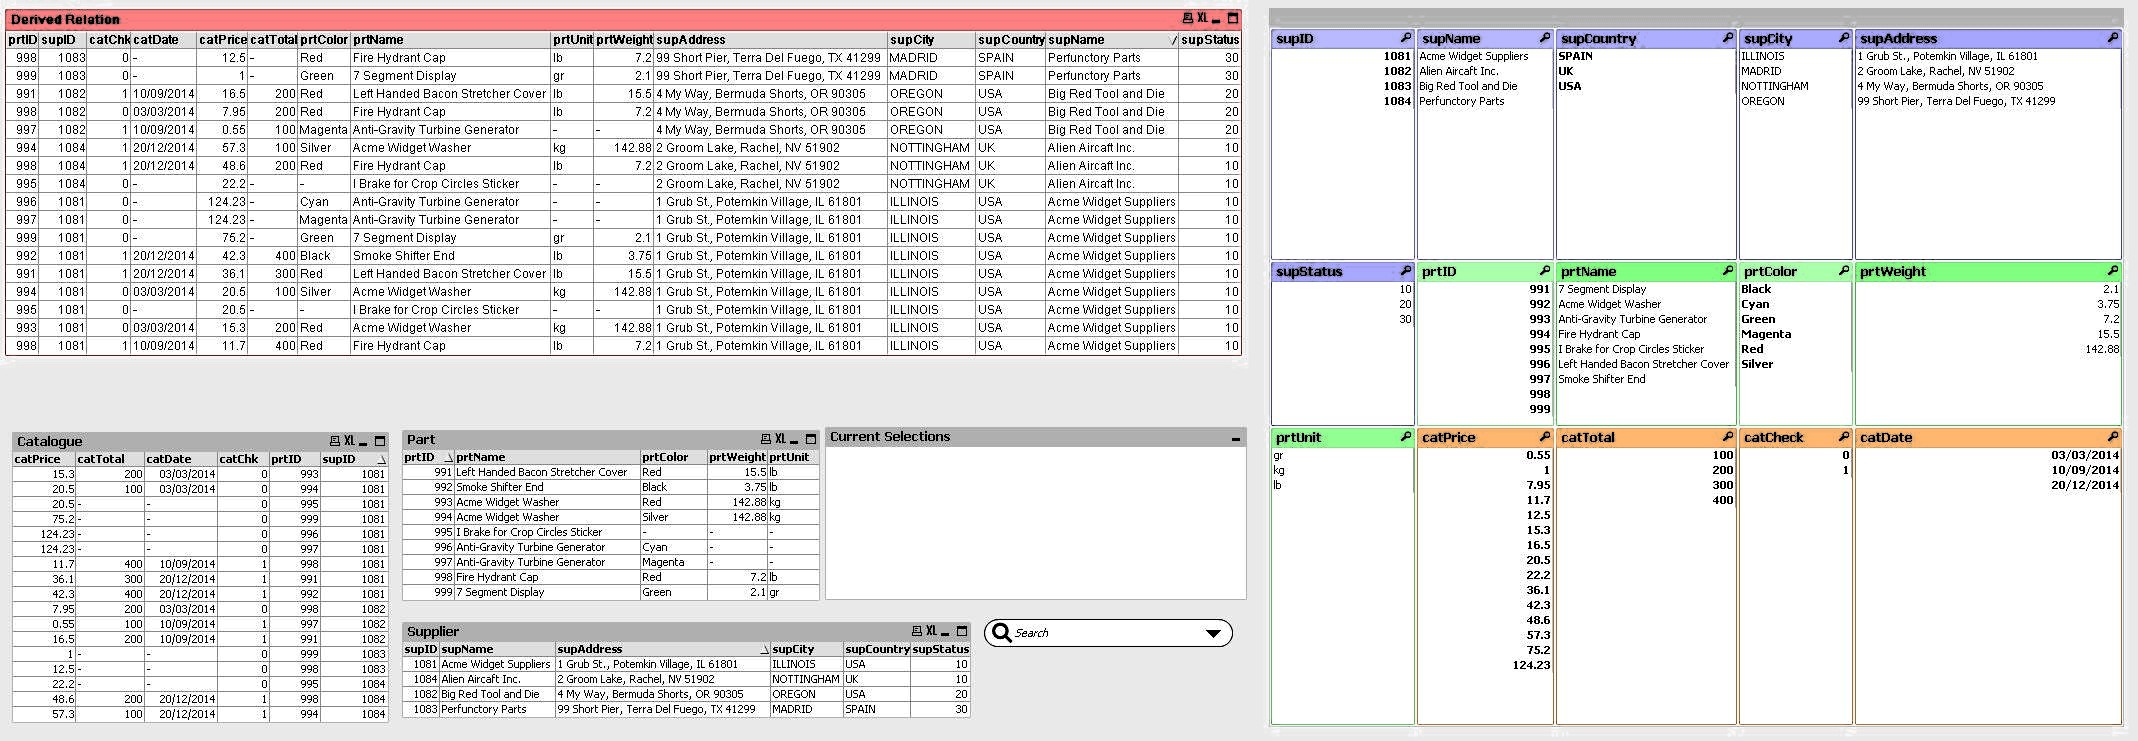 Derived Relation XL
prtID supID catChk catDate catPrice catTotal prtColor prtName prtUnit prtWeight supAddress supCity supCountry supName supStatus
998 1083 0 - 12.5 - Red Fire Hydrant Cap lb 7.2 99 Short Pier, Terra Del Fuego, TX 41299 MADRID SPAIN Perfunctory Parts 30
999 1083 0 - 1 - Green 7 Segment Display gr 2.1 99 Short Pier, Terra Del Fuego, TX 41299 MADRID SPAIN Perfunctory Parts 30
991 1082 1 10/09/2014 16.5 200 Red Left Handed Bacon Stretcher Cover lb 15.5 4 My Way, Bermuda Shorts, OR 90305 OREGON USA Big Red Tool and Die 20
998 1082 0 03/03/2014 7.95 200 Red Fire Hydrant Cap lb 7.2 4 My Way, Bermuda Shorts, OR 90305 OREGON USA Big Red Tool and Die 20
997 1082 1 10/09/2014 0.55 100 Magenta Anti-Gravity Turbine Generator - - 4 My Way, Bermuda Shorts, OR 90305 OREGON USA Big Red Tool and Die 20
994 1084 1 20/12/2014 57.3 100 Silver Acme Widget Washer kg 142.88 2 Groom Lake, Rachel, NV 51902 NOTTINGHAM UK Alien Aircaft Inc. 10
998 1084 1 20/12/2014 48.6 200 Red Fire Hydrant Cap lb 7.2 2 Groom Lake, Rachel, NV 51902 NOTTINGHAM UK Alien Aircaft Inc. 10
995 1084 0 - 22.2 - - I Brake for Crop Circles Sticker - - 2 Groom Lake, Rachel, NV 51902 NOTTINGHAM UK Alien Aircaft Inc. 10
996 1081 0 - 124.23 - Cyan Anti-Gravity Turbine Generator - - 1 Grub St., Potemkin Village, IL 61801 ILLINOIS USA Acme Widget Suppliers 10
997 1081 0 - 124.23 - Magenta Anti-Gravity Turbine Generator - - 1 Grub St., Potemkin Village, IL 61801 ILLINOIS USA Acme Widget Suppliers 10
999 1081 0 - 75.2 - Green 7 Segment Display gr 2.1 1 Grub St., Potemkin Village, IL 61801 ILLINOIS USA Acme Widget Suppliers 10
992 1081 1 20/12/2014 42.3 400 Black Smoke Shifter End lb 3.75 1 Grub St., Potemkin Village, IL 61801 ILLINOIS USA Acme Widget Suppliers 10
991 1081 1 20/12/2014 36.1 300 Red Left Handed Bacon Stretcher Cover lb 15.5 1 Grub St., Potemkin Village, IL 61801 ILLINOIS USA Acme Widget Suppliers 10
994 1081 0 03/03/2014 20.5 100 Silver Acme Widget Washer kg 142.88 1 Grub St., Potemkin Village, IL 61801 ILLINOIS USA Acme Widget Suppliers 10
995 1081 0 - 20.5 - - I Brake for Crop Circles Sticker - - 1 Grub St., Potemkin Village, IL 61801 ILLINOIS USA Acme Widget Suppliers 10
993 1081 0 03/03/2014 15.3 200 Red Acme Widget Washer kg 142.88 1 Grub St., Potemkin Village, IL 61801 ILLINOIS USA Acme Widget Suppliers 10
998 1081 1 10/09/2014 11.7 400 Red Fire Hydrant Cap lb 7.2 1 Grub St., Potemkin Village, IL 61801 ILLINOIS USA Acme Widget Suppliers 10
Catalogue XL
catPrice catTotal catDate catChk prtID supID
15.3 200 03/03/2014 0 993 1081
20.5 100 03/03/2014 0 994 1081
20.5 - - 0 995 1081
75.2 - - 0 999 1081
124.23 - - 0 996 1081
124.23 - - 0 997 1081
11.7 400 10/09/2014 1 998 1081
36.1 300 20/12/2014 1 991 1081
42.3 400 20/12/2014 1 992 1081
7.95 200 03/03/2014 0 998 1082
0.55 100 10/09/2014 1 997 1082
16.5 200 10/09/2014 1 991 1082
1 - - 0 999 1083
12.5 - - 0 998 1083
22.2 - - 0 995 1084
48.6 200 20/12/2014 1 998 1084
57.3 100 20/12/2014 1 994 1084
Part XL
prtID prtName prtColor prtWeight prtUnit
991 Left Handed Bacon Stretcher Cover Red 15.5 lb
992 Smoke Shifter End Black 3.75 lb
993 Acme Widget Washer Red 142.88 kg
994 Acme Widget Washer Silver 142.88 kg
995 I Brake for Crop Circles Sticker - - -
996 Anti-Gravity Turbine Generator Cyan - -
997 Anti-Gravity Turbine Generator Magenta - -
998 Fire Hydrant Cap Red 7.2 lb
999 7 Segment Display Green 2.1 gr
Supplier XL
supID supName supAddress supCity supCountry supStatus
1081 Acme Widget Suppliers 1 Grub St., Potemkin Village, IL 61801 ILLINOIS USA 10
1084 Alien Aircaft Inc. 2 Groom Lake, Rachel, NV 51902 NOTTINGHAM UK 10
1082 Big Red Tool and Die 4 My Way, Bermuda Shorts, OR 90305 OREGON USA 20
1083 Perfunctory Parts 99 Short Pier, Terra Del Fuego, TX 41299 MADRID SPAIN 30
Current Selections
Search
supID supName supCountry supCity supAddress
1081 Acme Widget Suppliers SPAIN ILLINOIS 1 Grub St., Potemkin Village, IL 61801
1082 Alien Aircaft Inc. UK MADRID 2 Groom Lake, Rachel, NV 51902
1083 Big Red Tool and Die USA NOTTINGHAM 4 My Way, Bermuda Shorts, OR 90305
1084 Perfunctory Parts OREGON 99 Short Pier, Terra Del Fuego, TX 41299
supStatus prtID prtName prtColor prtWeight
10 991 7 Segment Display Black 2.1
20 992 Acme Widget Washer Cyan 3.75
30 993 Anti-Gravity Turbine Generator Green 7.2
994 Fire Hydrant Cap Magenta 15.5
995 I Brake for Crop Circles Sticker Red 142.88
996 Left Handed Bacon Stretcher Cover Silver
997 Smoke Shifter End
998
999
prtUnit catPrice catTotal catCheck catDate
gr 0.55 100 0 03/03/2014
kg 1 200 1 10/09/2014
lb 7.95 300 20/12/2014
11.7 400
12.5
15.3
16.5
20.5
22.2
36.1
42.3
48.6
57.3
75.2
124.23